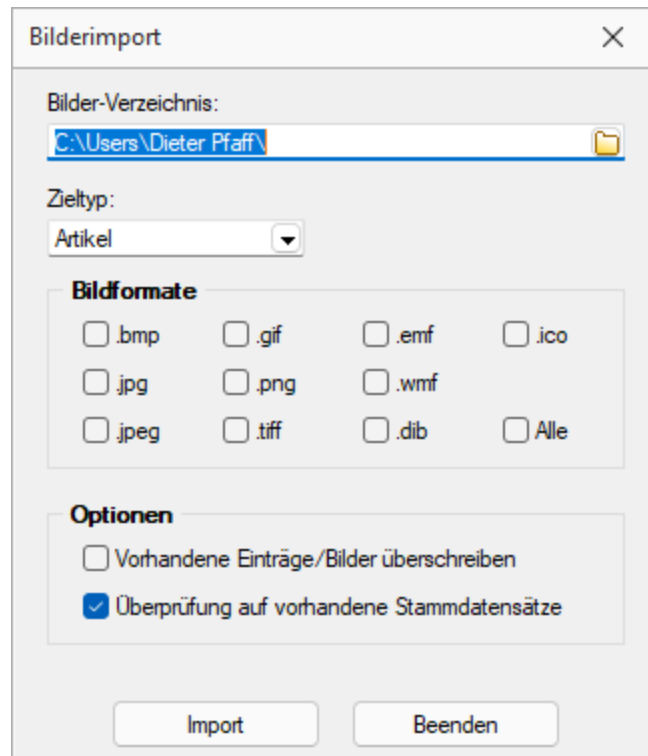 Bilderimport
Bilder-Verzeichnis:
C:\Users\Dieter Pfaff\
Zieltyp:
Artikel
Bildformate
.bmp .gif .emf .ico
.jpg .png .wmf
.jpeg .tiff .dib Alle
Optionen
Vorhandene Einträge/Bilder überschreiben
Überprüfung auf vorhandene Stammdatensätze
Import Beenden